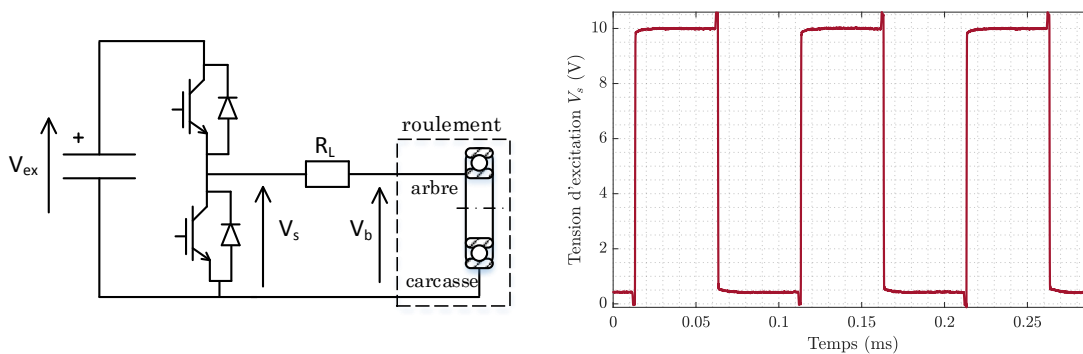 V_ex
+
R_L
V_s
V_b
roulement
arbre
carcasse
Tension d'excitation V_s (V)
10
8
6
4
2
0
0
0.05
0.1
0.15
0.2
0.25
Temps (ms)